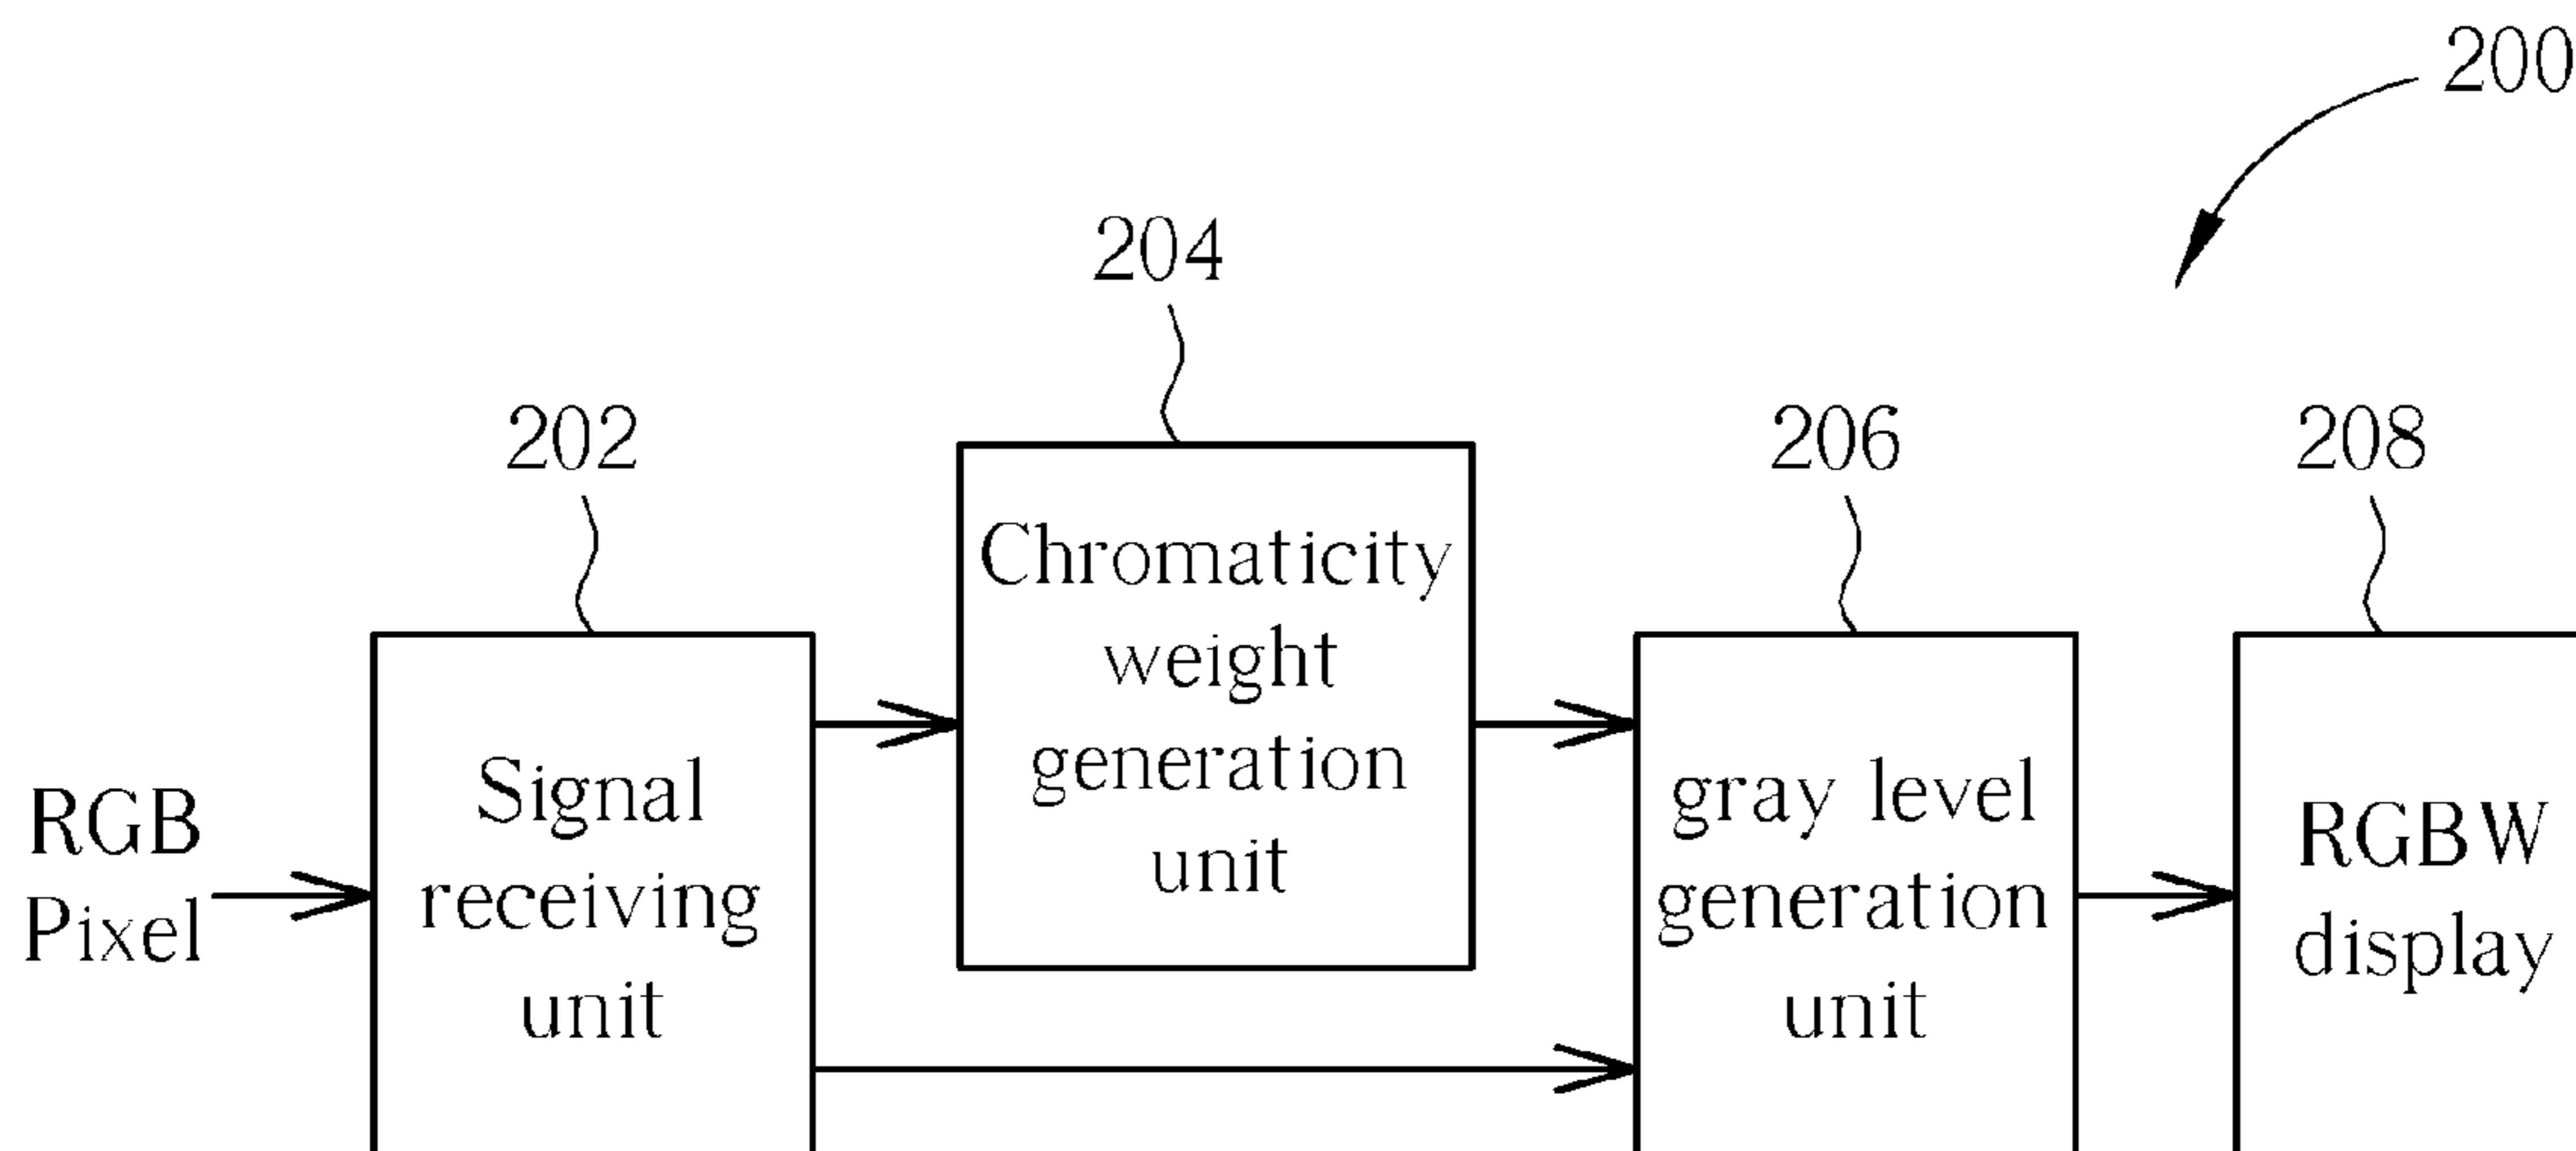 200
204
202
206
208
RGB
Pixel
Signal
receiving
unit
Chromaticity
weight
generation
unit
gray level
generation
unit
RGBW
display